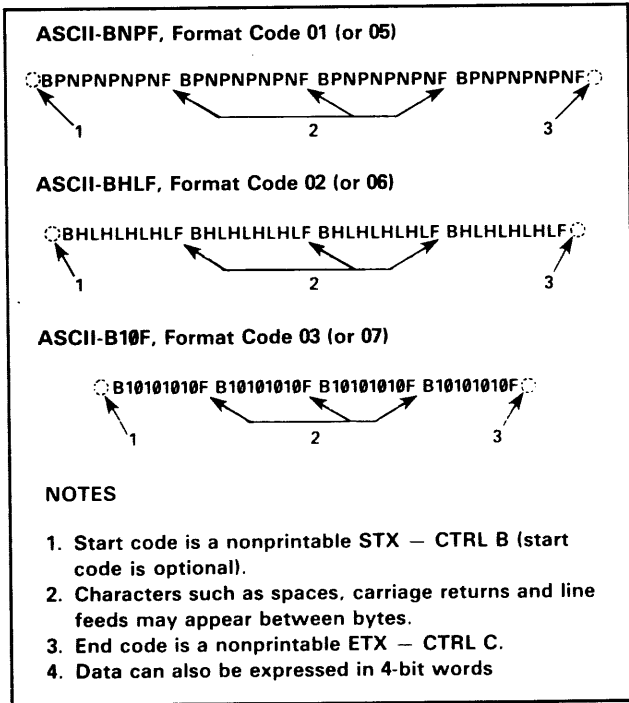 ASCII-BNPF, Format Code 01 (or 05)
BPNPNPNPNF BPNPNPNPNF BPNPNPNPNF BPNPNPNPNF
1 2 3
ASCII-BHLF, Format Code 02 (or 06)
BHLHLHLHLF BHLHLHLHLF BHLHLHLHLF BHLHLHLHLF
1 2 3
ASCII-B10F, Format Code 03 (or 07)
B10101010F B10101010F B10101010F B10101010F
1 2 3
NOTES
1. Start code is a nonprintable STX — CTRL B (start
code is optional).
2. Characters such as spaces, carriage returns and line
feeds may appear between bytes.
3. End code is a nonprintable ETX — CTRL C.
4. Data can also be expressed in 4-bit words